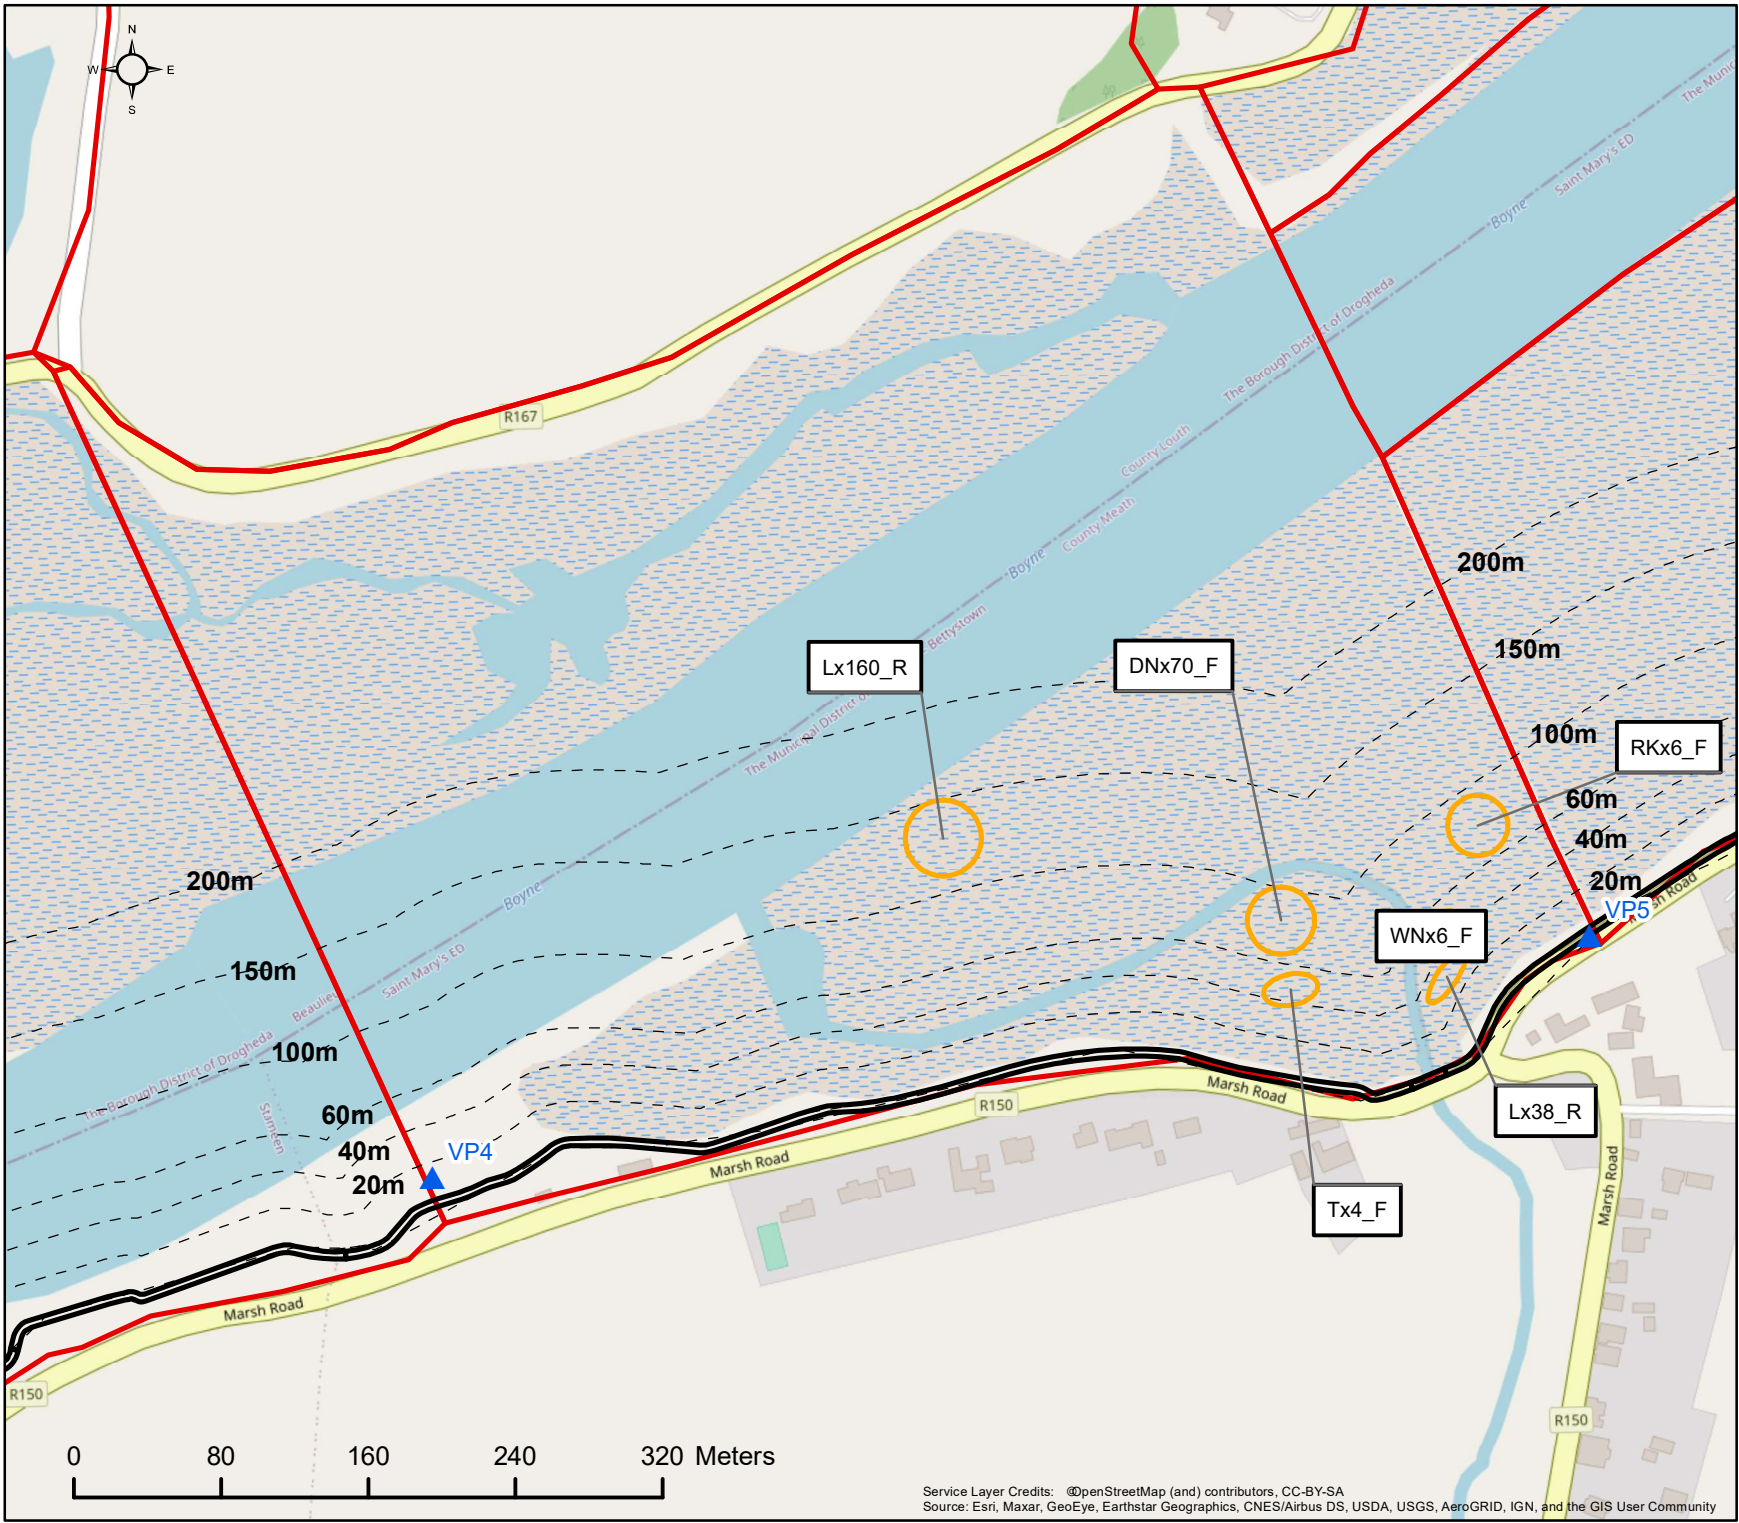 N
W E
S
The Munic
Saint Mary's ED
Boyne
The Borough District of Drogheda
R167
County Louth
County Meath
Boyne
Bettystown
The Municipal District of
200m
150m
100m
60m
40m
20m
Lx160_R
DNx70_F
RKx6_F
WNx6_F
VP5
Marsh Road
200m
150m
100m
60m
40m
20m
Boyne
Saint Mary's ED
Beaulieu
The Borough District of Drogheda
Stameen
VP4
R150
Marsh Road
Marsh Road
Lx38_R
Tx4_F
Marsh Road
Marsh Road
R150
R150
0 80 160 240 320 Meters
Service Layer Credits: ©OpenStreetMap (and) contributors, CC-BY-SA
Source: Esri, Maxar, GeoEye, Earthstar Geographics, CNES/Airbus DS, USDA, USGS, AeroGRID, IGN, and the GIS User Community